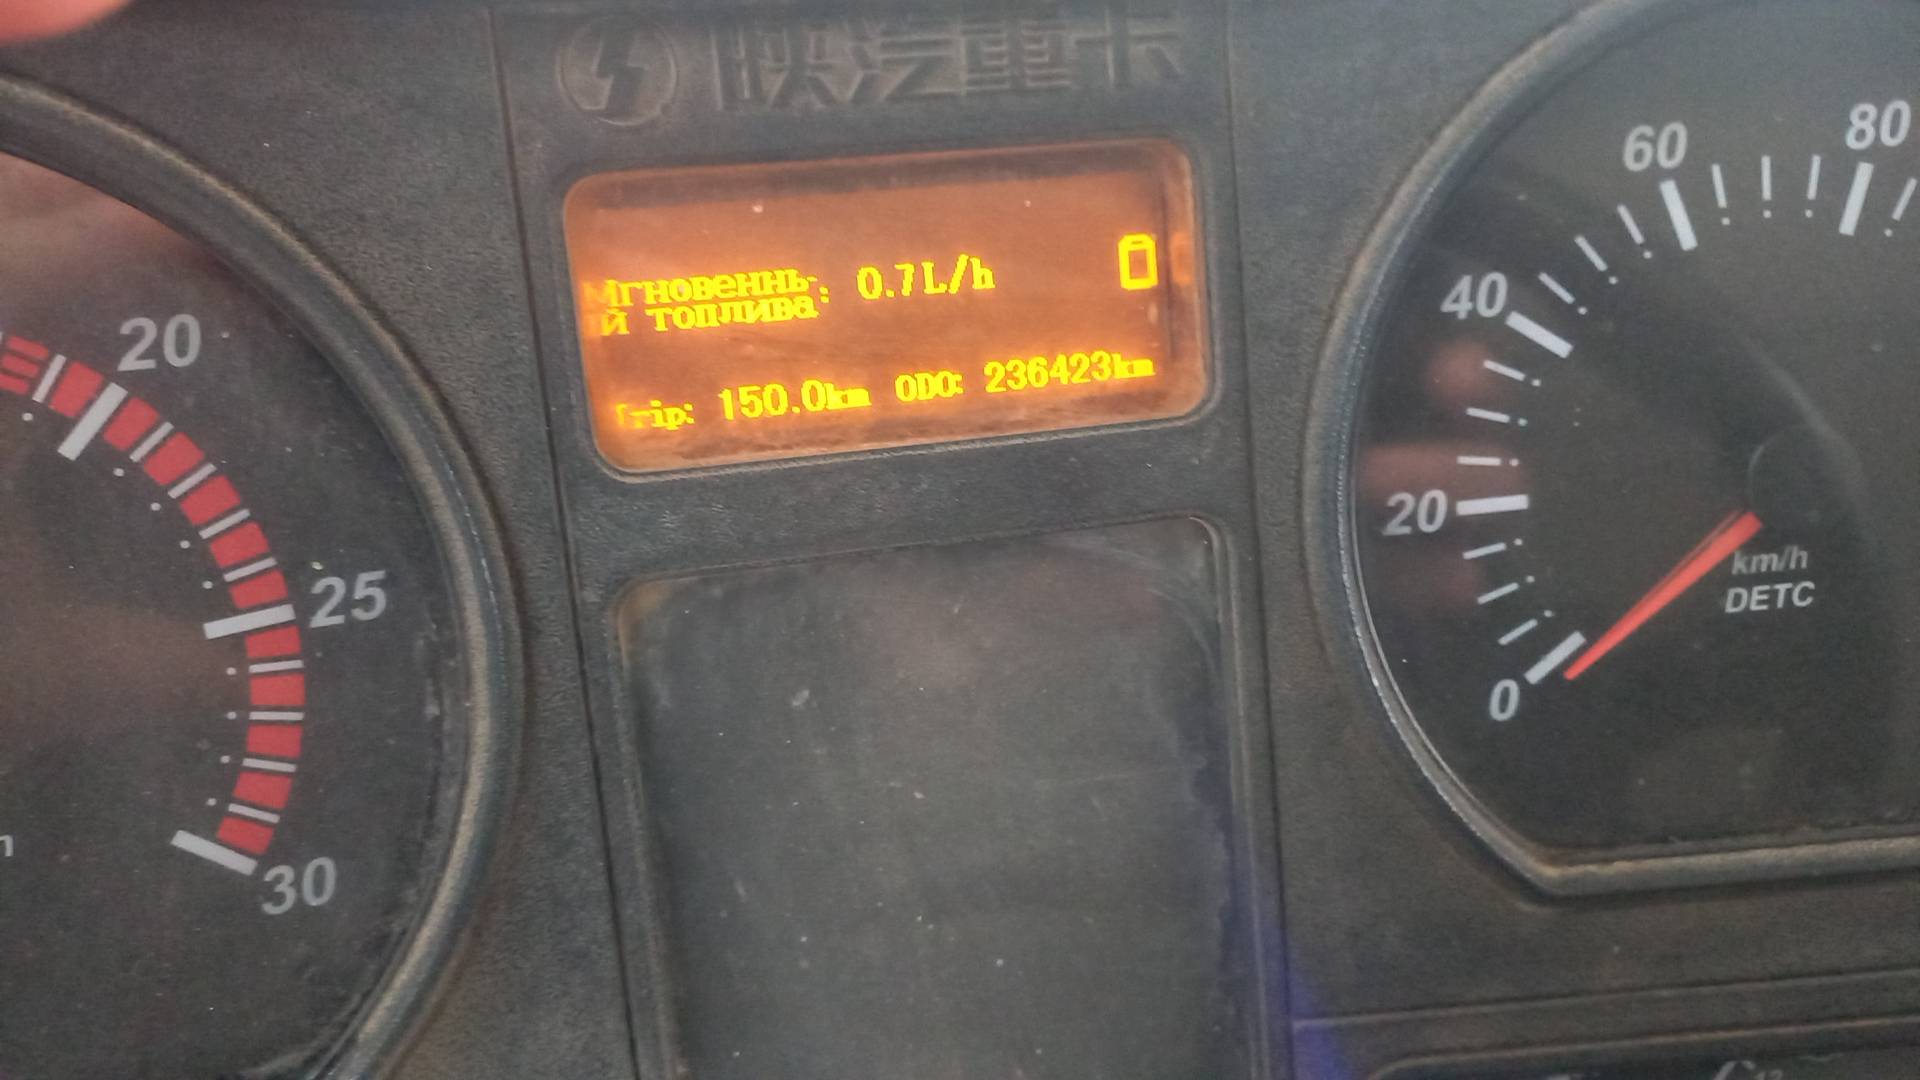 陕汽重卡
Мгновеннь
й топлива: 0.7L/h
Trip: 150.0km ODO: 236423km
20
25
30
80
60
40
20
0
km/h
DETC